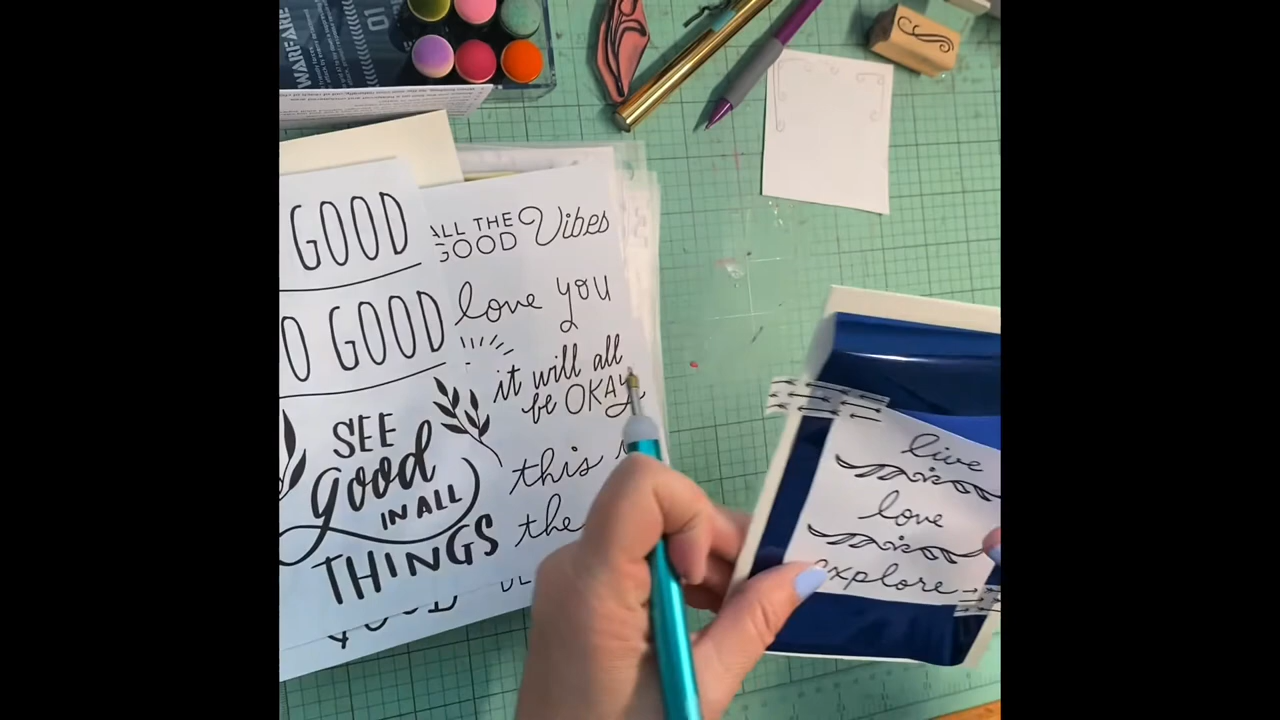 WARFARE
01
GOOD
O GOOD
SEE
good
IN ALL
THINGS
ALL THE
GOOD Vibes
love you
it will all
be OKAY
this
the
live
love
explore